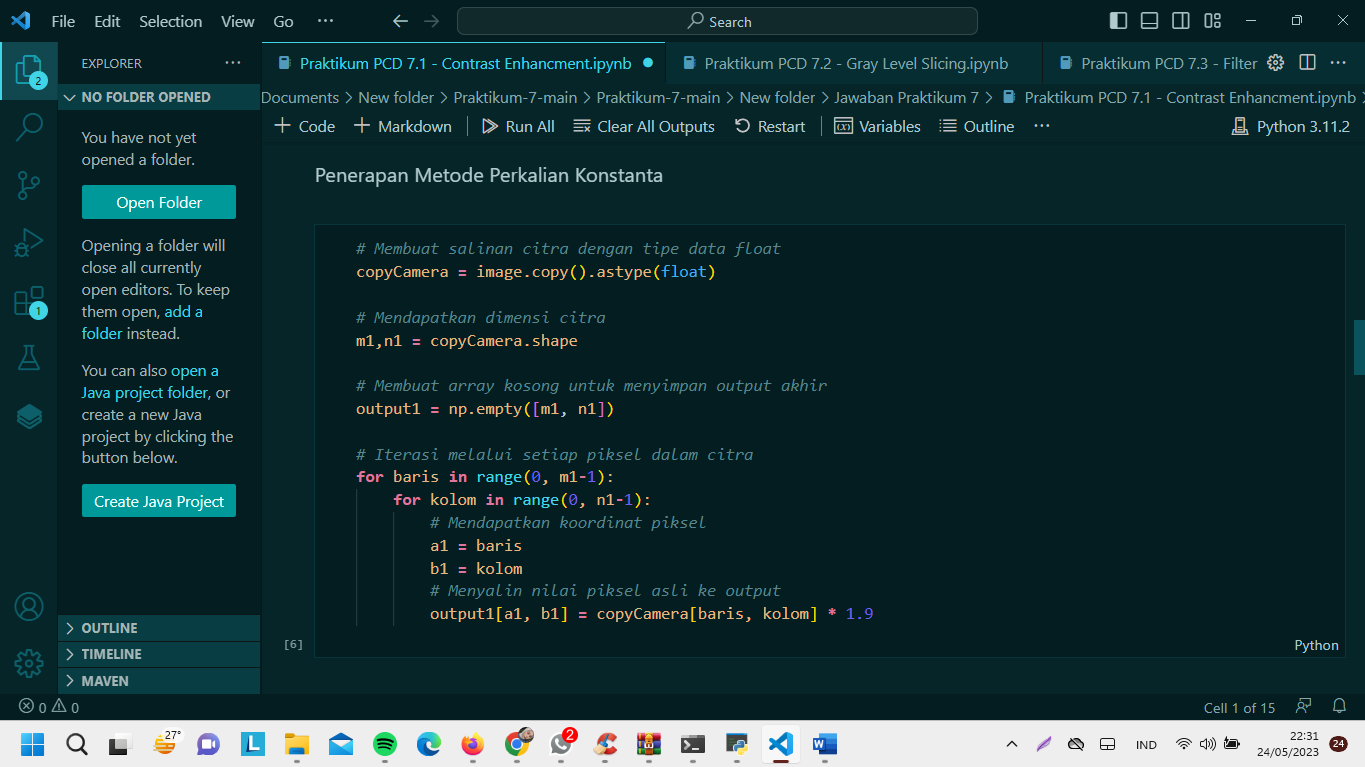 File Edit Selection View Go ···
Search
EXPLORER ···
Praktikum PCD 7.1 - Contrast Enhancment.ipynb
Praktikum PCD 7.2 - Gray Level Slicing.ipynb
Praktikum PCD 7.3 - Filter ···
2
NO FOLDER OPENED
Documents > New folder > Praktikum-7-main > Praktikum-7-main > New folder > Jawaban Praktikum 7 > Praktikum PCD 7.1 - Contrast Enhancment.ipynb >
+ Code + Markdown | Run All Clear All Outputs Restart | Variables Outline ··· Python 3.11.2
You have not yet
opened a folder.
Open Folder
Opening a folder will
close all currently
open editors. To keep
them open, add a
folder instead.
1
You can also open a
Java project folder, or
create a new Java
project by clicking the
button below.
Create Java Project
OUTLINE
TIMELINE
MAVEN
Penerapan Metode Perkalian Konstanta
# Membuat salinan citra dengan tipe data float
copyCamera = image.copy().astype(float)
# Mendapatkan dimensi citra
m1,n1 = copyCamera.shape
# Membuat array kosong untuk menyimpan output akhir
output1 = np.empty([m1, n1])
# Iterasi melalui setiap piksel dalam citra
for baris in range(0, m1-1):
for kolom in range(0, n1-1):
# Mendapatkan koordinat piksel
a1 = baris
b1 = kolom
# Menyalin nilai piksel asli ke output
output1[a1, b1] = copyCamera[baris, kolom] * 1.9
[6]
Python
0 0
Cell 1 of 15
27°
L
2
W
IND
22:31
24/05/2023
24